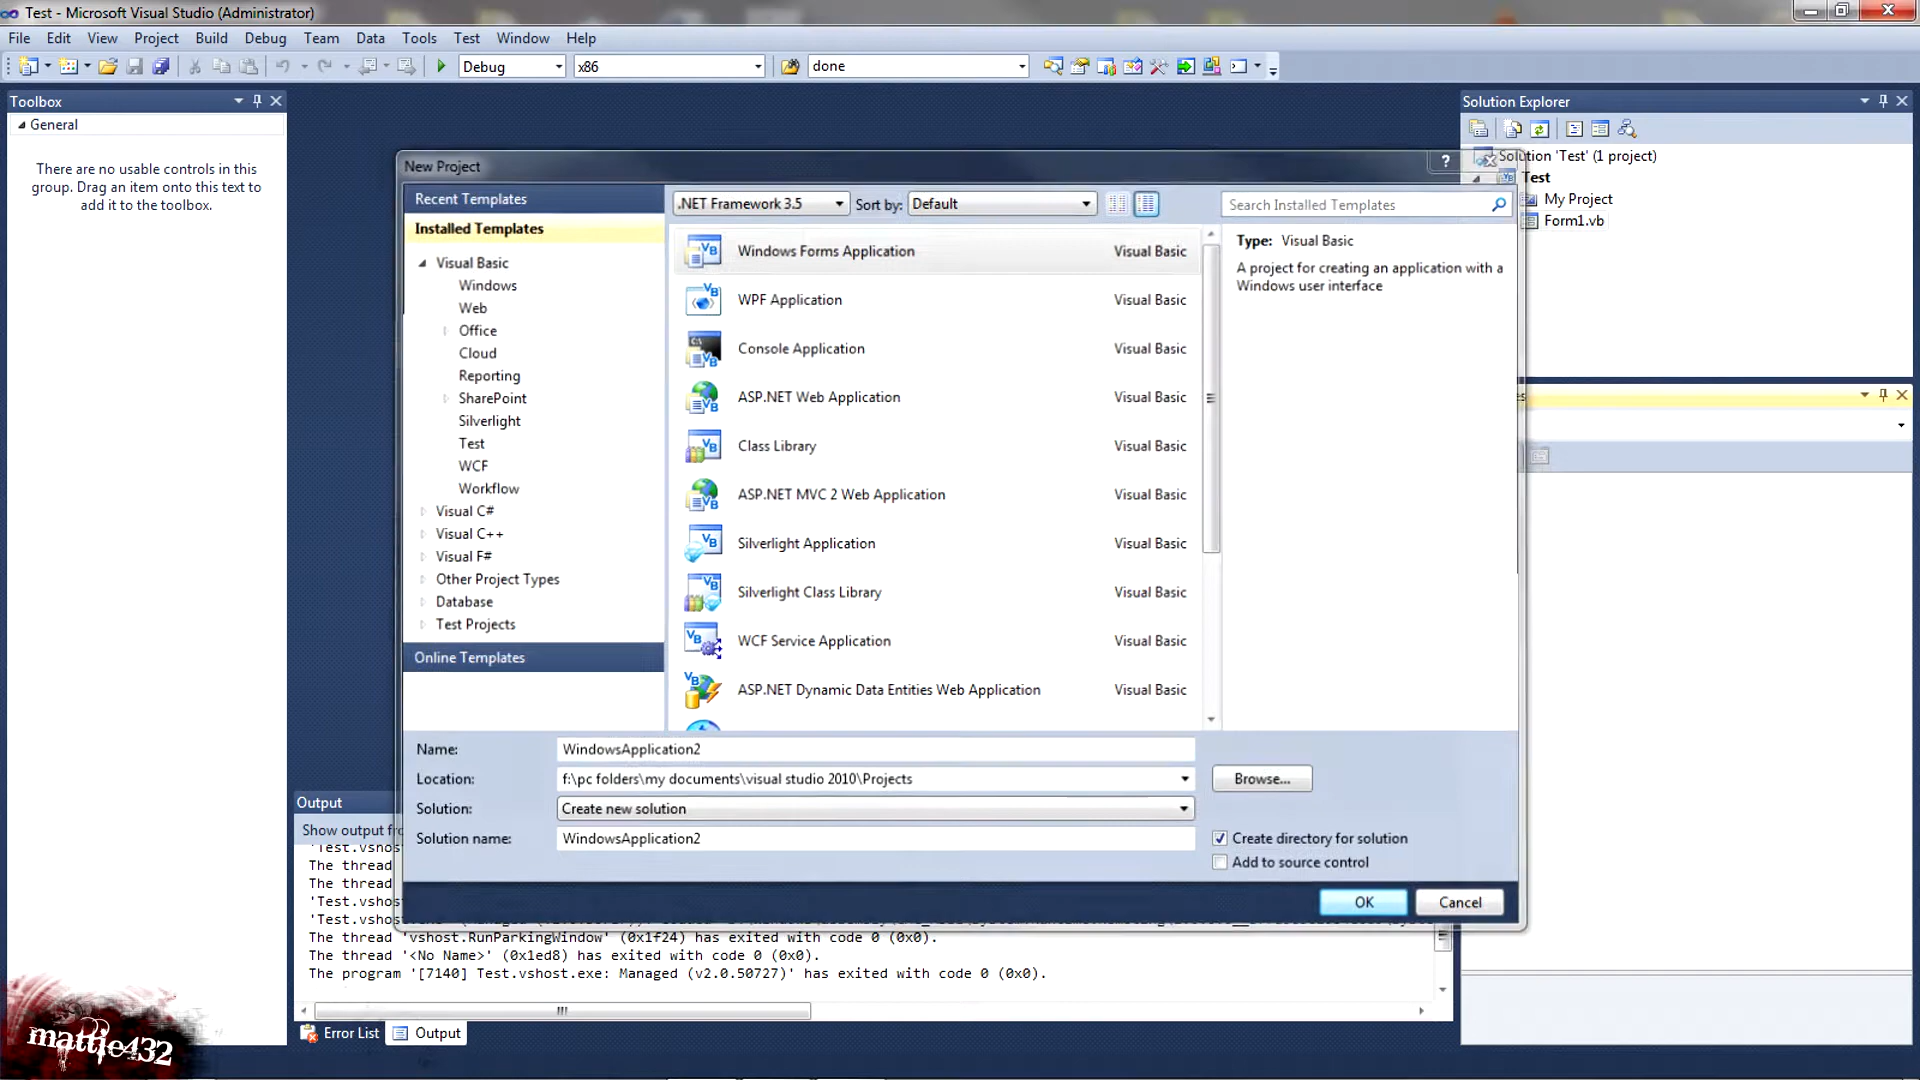 Test - Microsoft Visual Studio (Administrator)
File Edit View Project Build Debug Team Data Tools Test Window Help
Debug x86 done
Toolbox
General
There are no usable controls in this
group. Drag an item onto this text to
add it to the toolbox.
New Project
?
Recent Templates
Installed Templates
Visual Basic
Windows
Web
Office
Cloud
Reporting
SharePoint
Silverlight
Test
WCF
Workflow
Visual C#
Visual C++
Visual F#
Other Project Types
Database
Test Projects
Online Templates
.NET Framework 3.5 Sort by: Default
Search Installed Templates
Windows Forms Application Visual Basic
WPF Application Visual Basic
Console Application Visual Basic
ASP.NET Web Application Visual Basic
Class Library Visual Basic
ASP.NET MVC 2 Web Application Visual Basic
Silverlight Application Visual Basic
Silverlight Class Library Visual Basic
WCF Service Application Visual Basic
ASP.NET Dynamic Data Entities Web Application Visual Basic
Type: Visual Basic
A project for creating an application with a
Windows user interface
Name: WindowsApplication2
Location: f:\pc folders\my documents\visual studio 2010\Projects Browse...
Solution: Create new solution
Solution name: WindowsApplication2
Create directory for solution
Add to source control
OK Cancel
Solution Explorer
Solution 'Test' (1 project)
Test
My Project
Form1.vb
Output
Show output fro
'Test.vshost
The thread
The thread
'Test.vshost
'Test.vshost
The thread 'vshost.RunParkingWindow' (0x1f24) has exited with code 0 (0x0).
The thread '<No Name>' (0x1ed8) has exited with code 0 (0x0).
The program '[7140] Test.vshost.exe: Managed (v2.0.50727)' has exited with code 0 (0x0).
Error List Output
mattie432